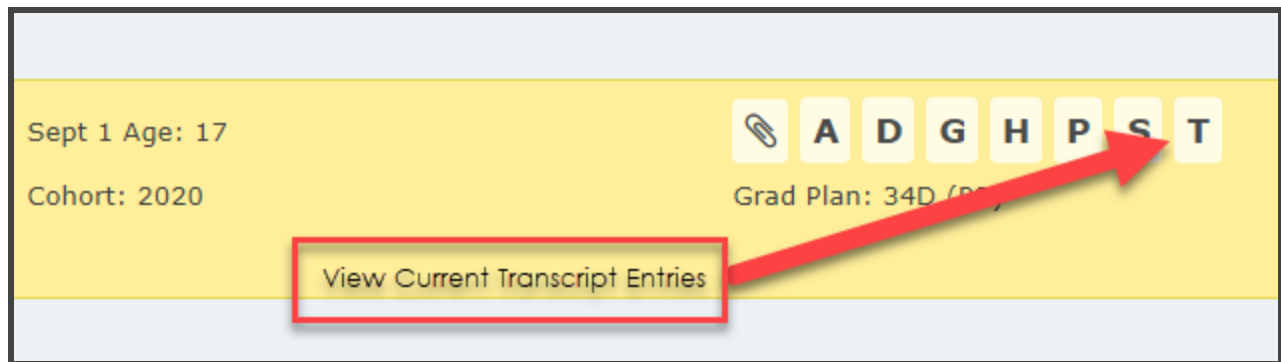 Sept 1 Age: 17
A D G H P S T
Cohort: 2020
Grad Plan: 34D
View Current Transcript Entries